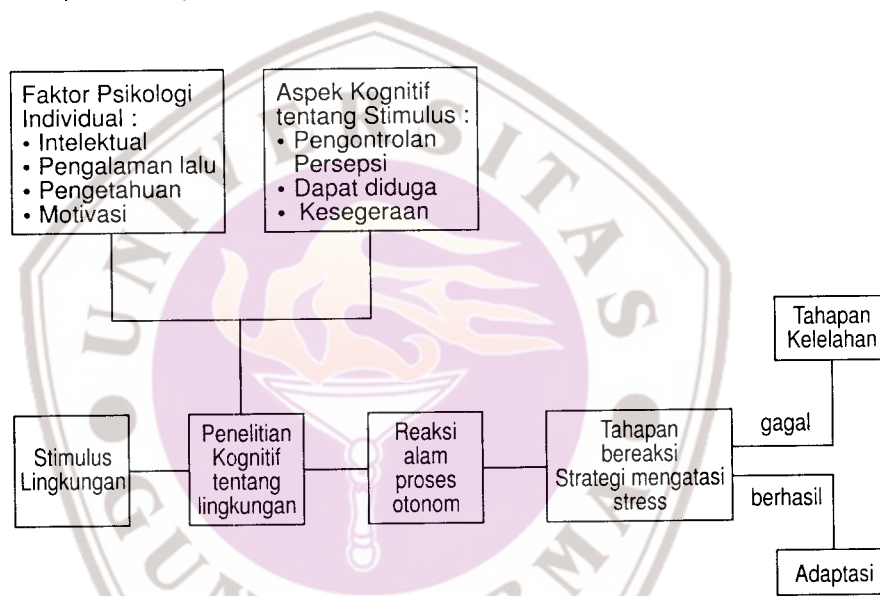 Faktor Psikologi
Individual :
• Intelektual
• Pengalaman lalu
• Pengetahuan
• Motivasi
Aspek Kognitif
tentang Stimulus :
• Pengontrolan
Persepsi
• Dapat diduga
• Kesegeraan
Tahapan
Kelelahan
Stimulus
Lingkungan
Penelitian
Kognitif
tentang
lingkungan
Reaksi
alam
proses
otonom
Tahapan
bereaksi
Strategi mengatasi
stress
gagal
berhasil
Adaptasi
UNIVERSITAS